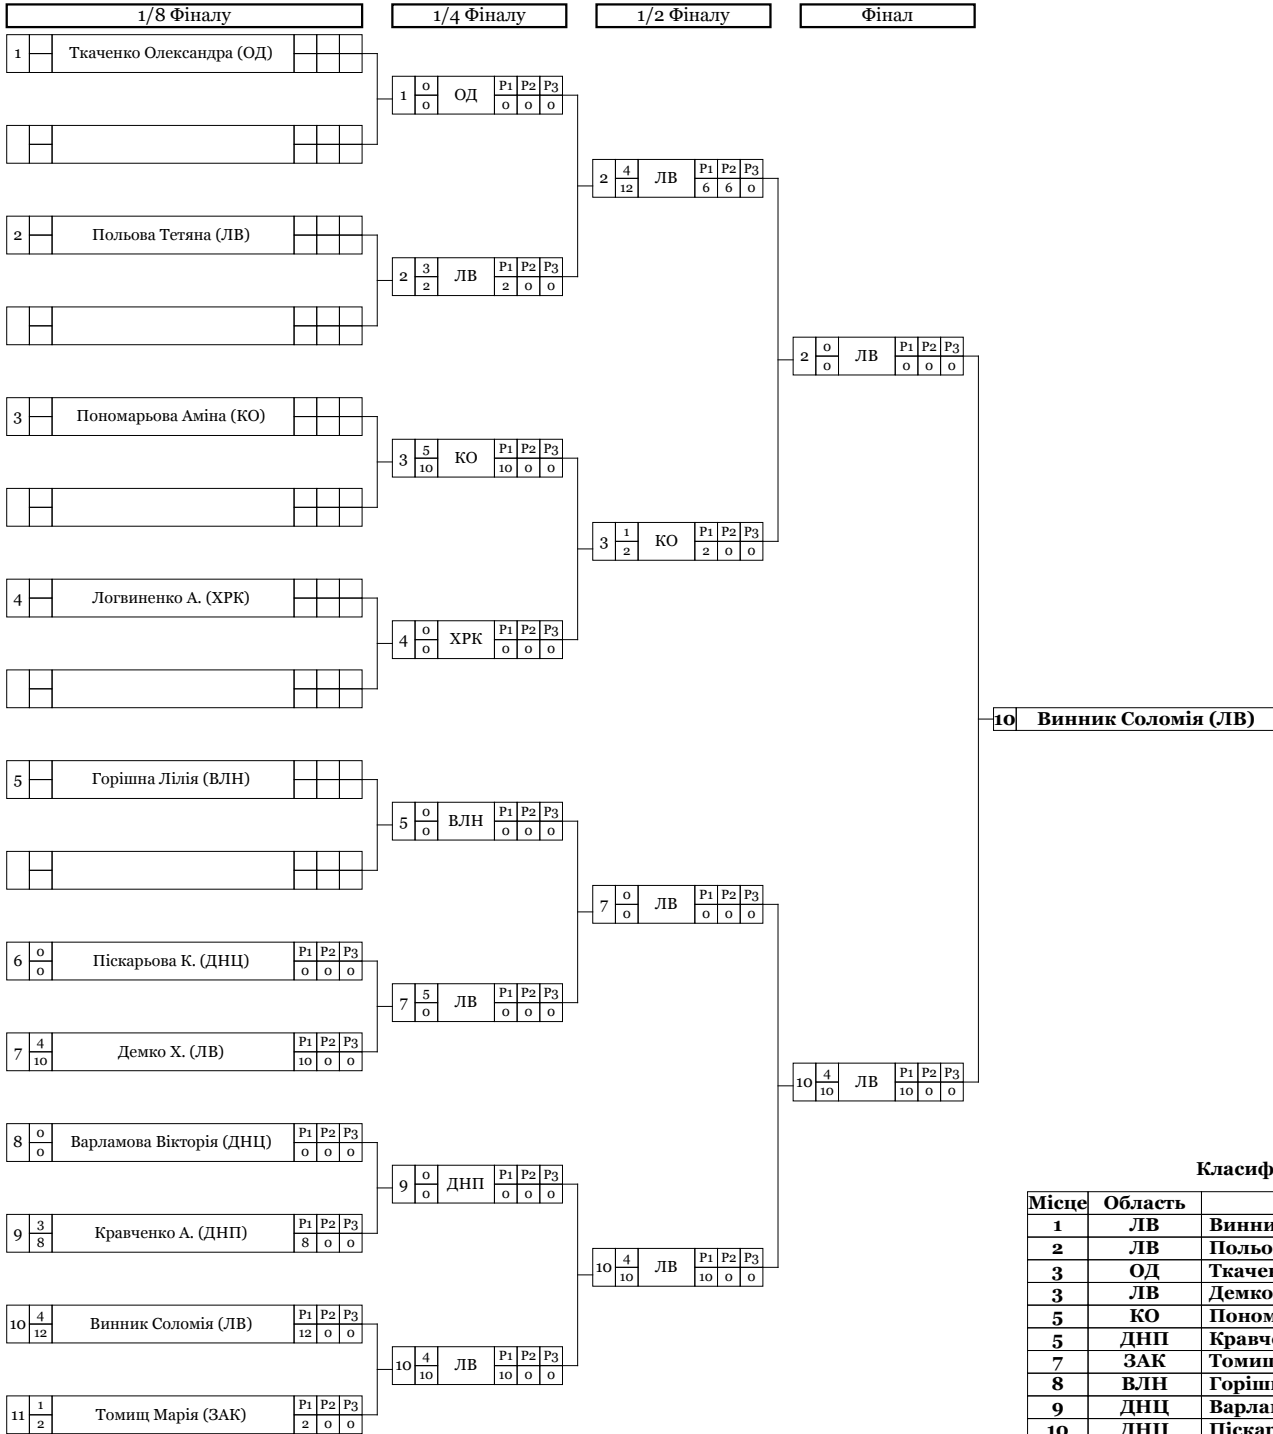 1/8 Фіналу 1/4 Фіналу 1/2 Фіналу Фінал
1 Ткаченко Олександра (ОД)
1 0 0 ОД P1 P2 P3 0 0 0
2 4 12 ЛВ P1 P2 P3 6 6 0
2 Польова Тетяна (ЛВ)
2 3 2 ЛВ P1 P2 P3 2 0 0
2 0 0 ЛВ P1 P2 P3 0 0 0
3 Пономарьова Аміна (КО)
3 5 10 КО P1 P2 P3 10 0 0
3 1 2 КО P1 P2 P3 2 0 0
4 Логвиненко А. (ХРК)
4 0 0 ХРК P1 P2 P3 0 0 0
10 Винник Соломія (ЛВ)
5 Горішна Лілія (ВЛН)
5 0 0 ВЛН P1 P2 P3 0 0 0
7 0 0 ЛВ P1 P2 P3 0 0 0
6 0 0 Піскарьова К. (ДНЦ) P1 P2 P3 0 0 0
7 5 0 ЛВ P1 P2 P3 0 0 0
7 4 10 Демко Х. (ЛВ) P1 P2 P3 10 0 0
10 4 10 ЛВ P1 P2 P3 10 0 0
8 0 0 Варламова Вікторія (ДНЦ) P1 P2 P3 0 0 0
9 0 0 ДНП P1 P2 P3 0 0 0
9 3 8 Кравченко А. (ДНП) P1 P2 P3 8 0 0
10 4 10 ЛВ P1 P2 P3 10 0 0
10 4 12 Винник Соломія (ЛВ) P1 P2 P3 12 0 0
10 4 10 ЛВ P1 P2 P3 10 0 0
11 1 2 Томищ Марія (ЗАК) P1 P2 P3 2 0 0
Класиф
Місце Область
1 ЛВ Винни
2 ЛВ Польо
3 ОД Ткаче
3 ЛВ Демко
5 КО Поном
5 ДНП Кравч
7 ЗАК Томищ
8 ВЛН Горіш
9 ДНЦ Варла
10 ДНЦ Піскар